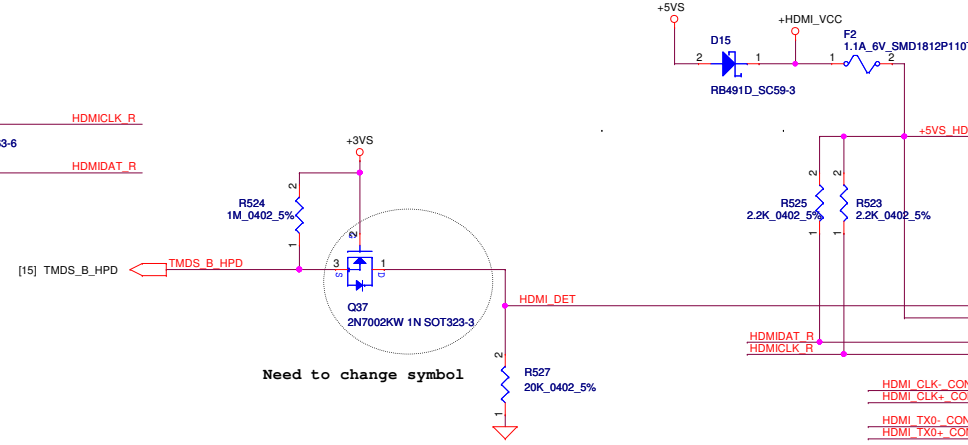 +5VS
+HDMI_VCC
D15
F2
1.1A_6V_SMD1812P110T
2
1
1
2
RB491D_SC59-3
HDMICLK_R
63-6
+3VS
+5VS_HD
HDMIDAT_R
2
2
2
R524
1M_0402_5%
R525
2.2K_0402_5%
R523
2.2K_0402_5%
1
1
1
2
[15] TMDS_B_HPD
TMDS_B_HPD
3
1
S
D
Q37
2N7002KW 1N SOT323-3
HDMI_DET
HDMIDAT_R
HDMICLK_R
Need to change symbol
2
R527
20K_0402_5%
1
HDMI_CLK-_CON
HDMI_CLK+_CO
HDMI_TX0-_CON
HDMI_TX0+_CO